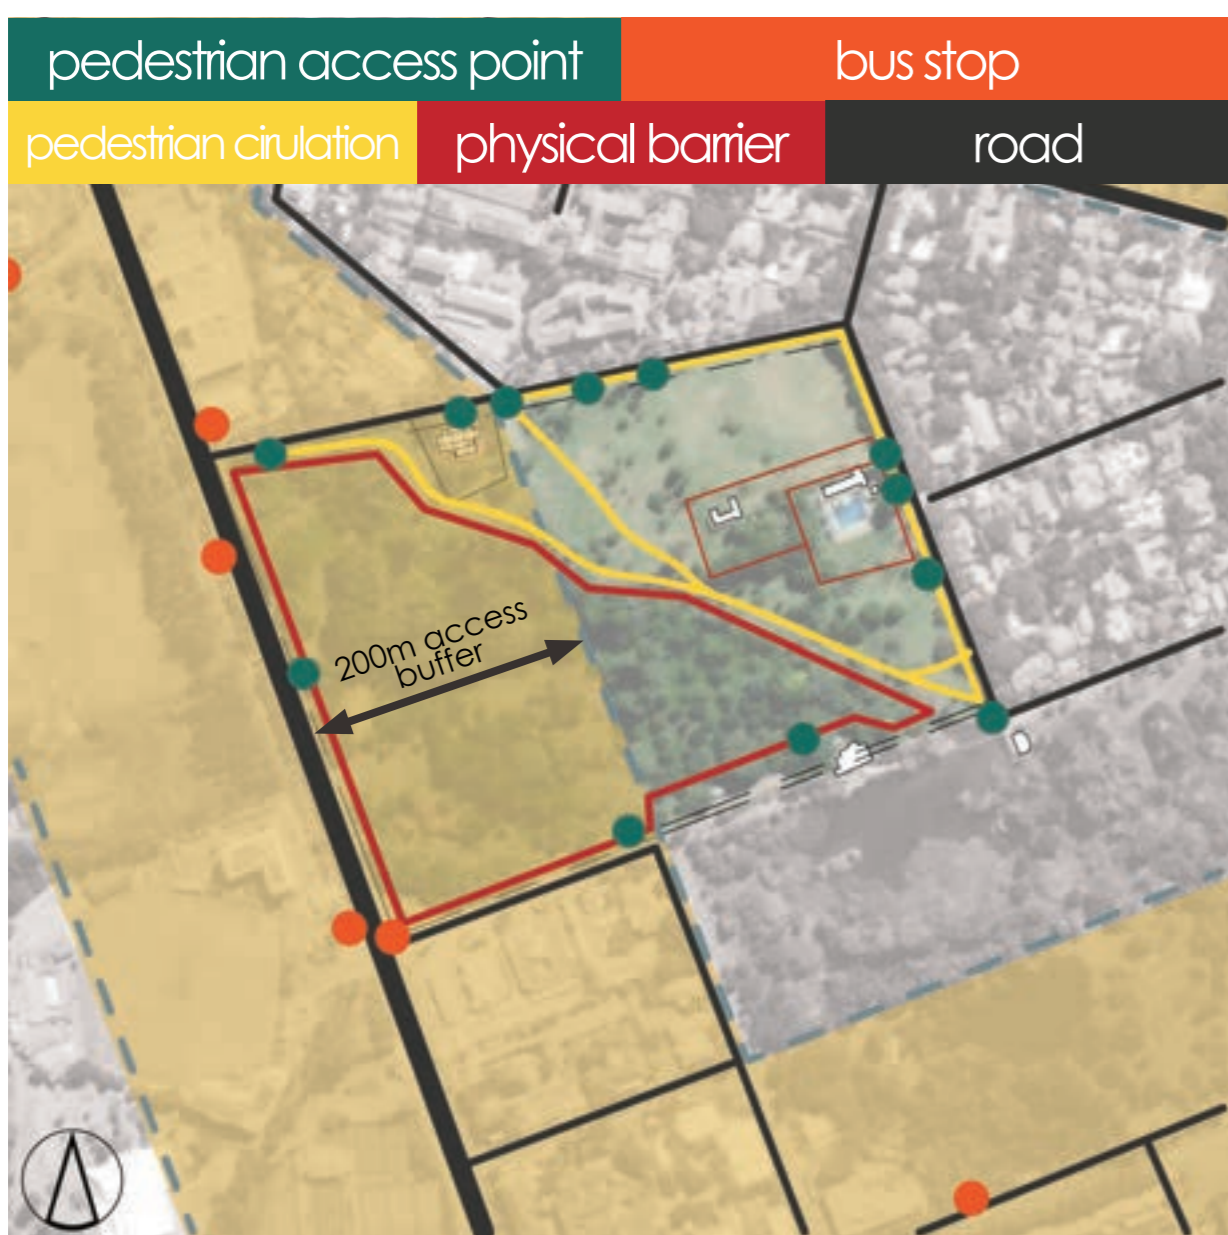 pedestrian access point
bus stop
pedestrian cirulation
physical barrier
road
200m access
buffer